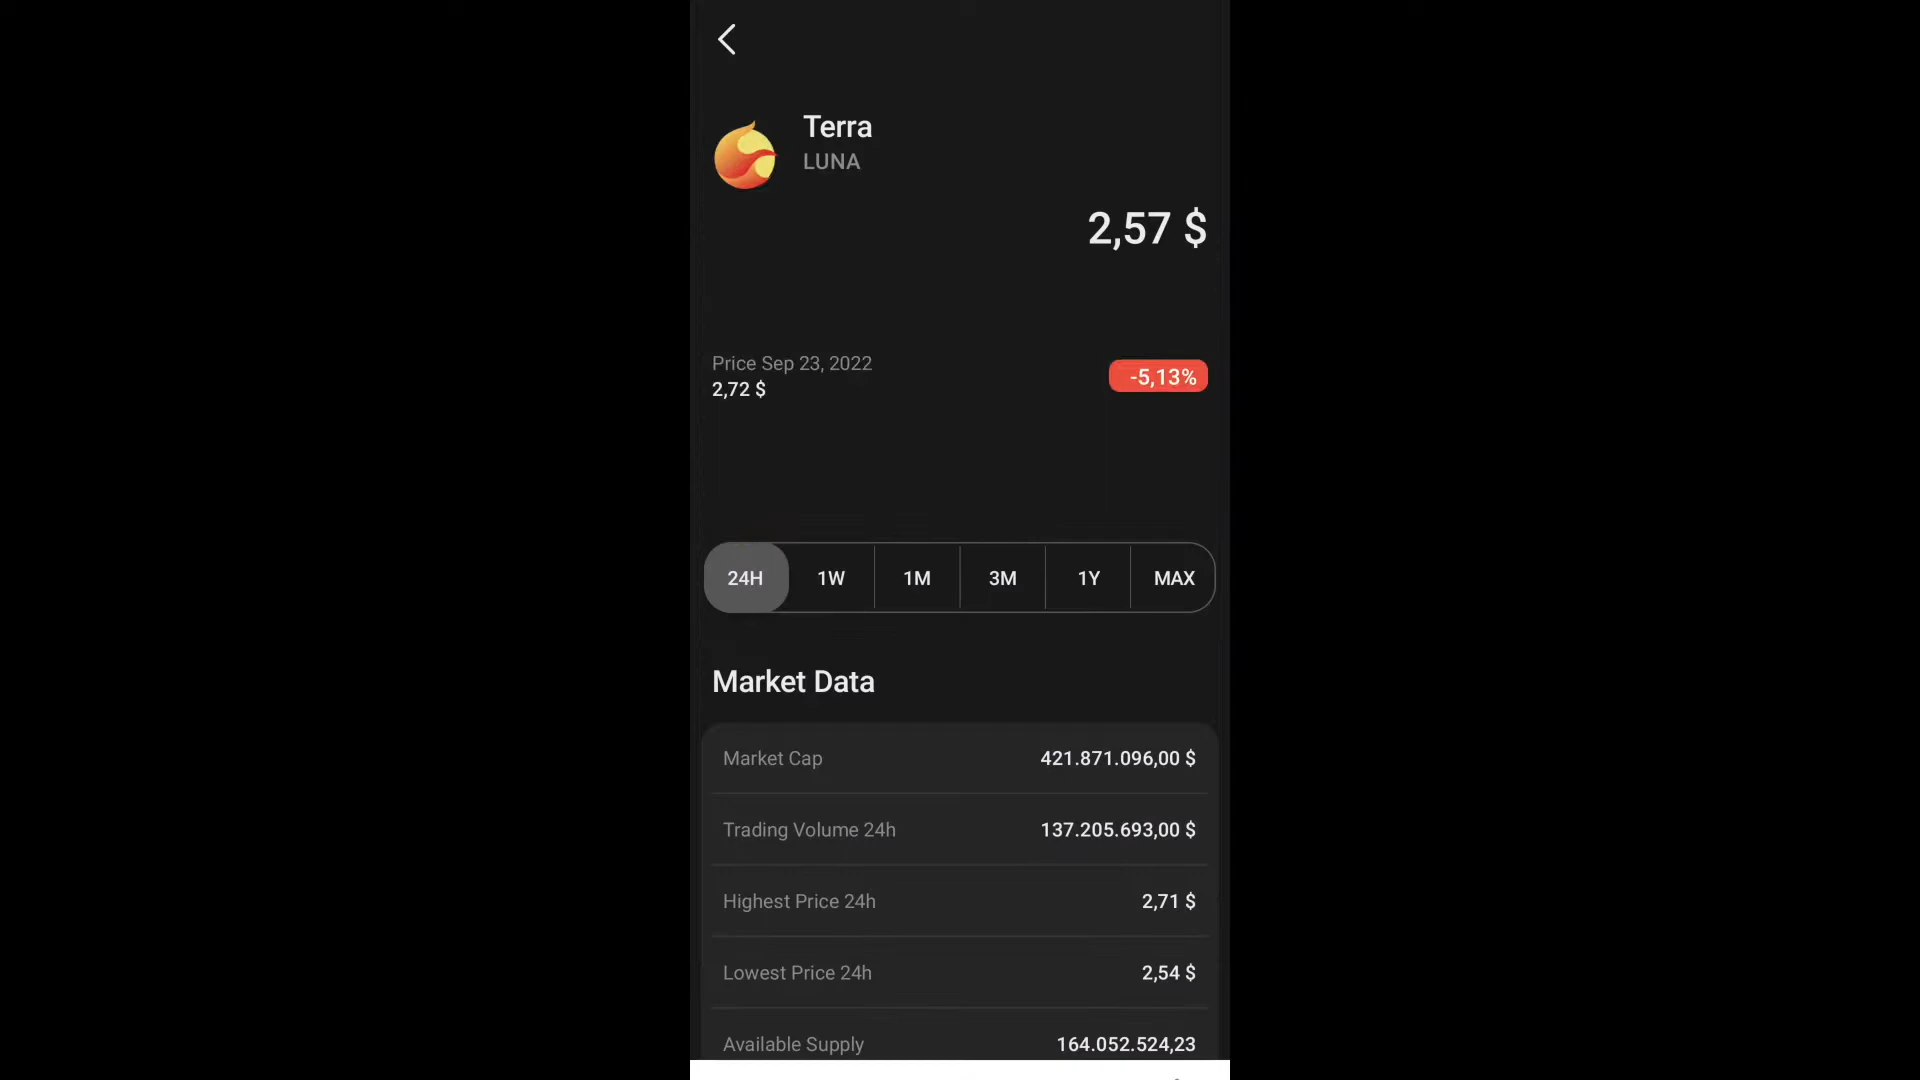 Terra
LUNA
2,57 $
Price Sep 23, 2022
2,72 $
-5,13%
24H 1W 1M 3M 1Y MAX
Market Data
Market Cap 421.871.096,00 $
Trading Volume 24h 137.205.693,00 $
Highest Price 24h 2,71 $
Lowest Price 24h 2,54 $
Available Supply 164.052.524,23